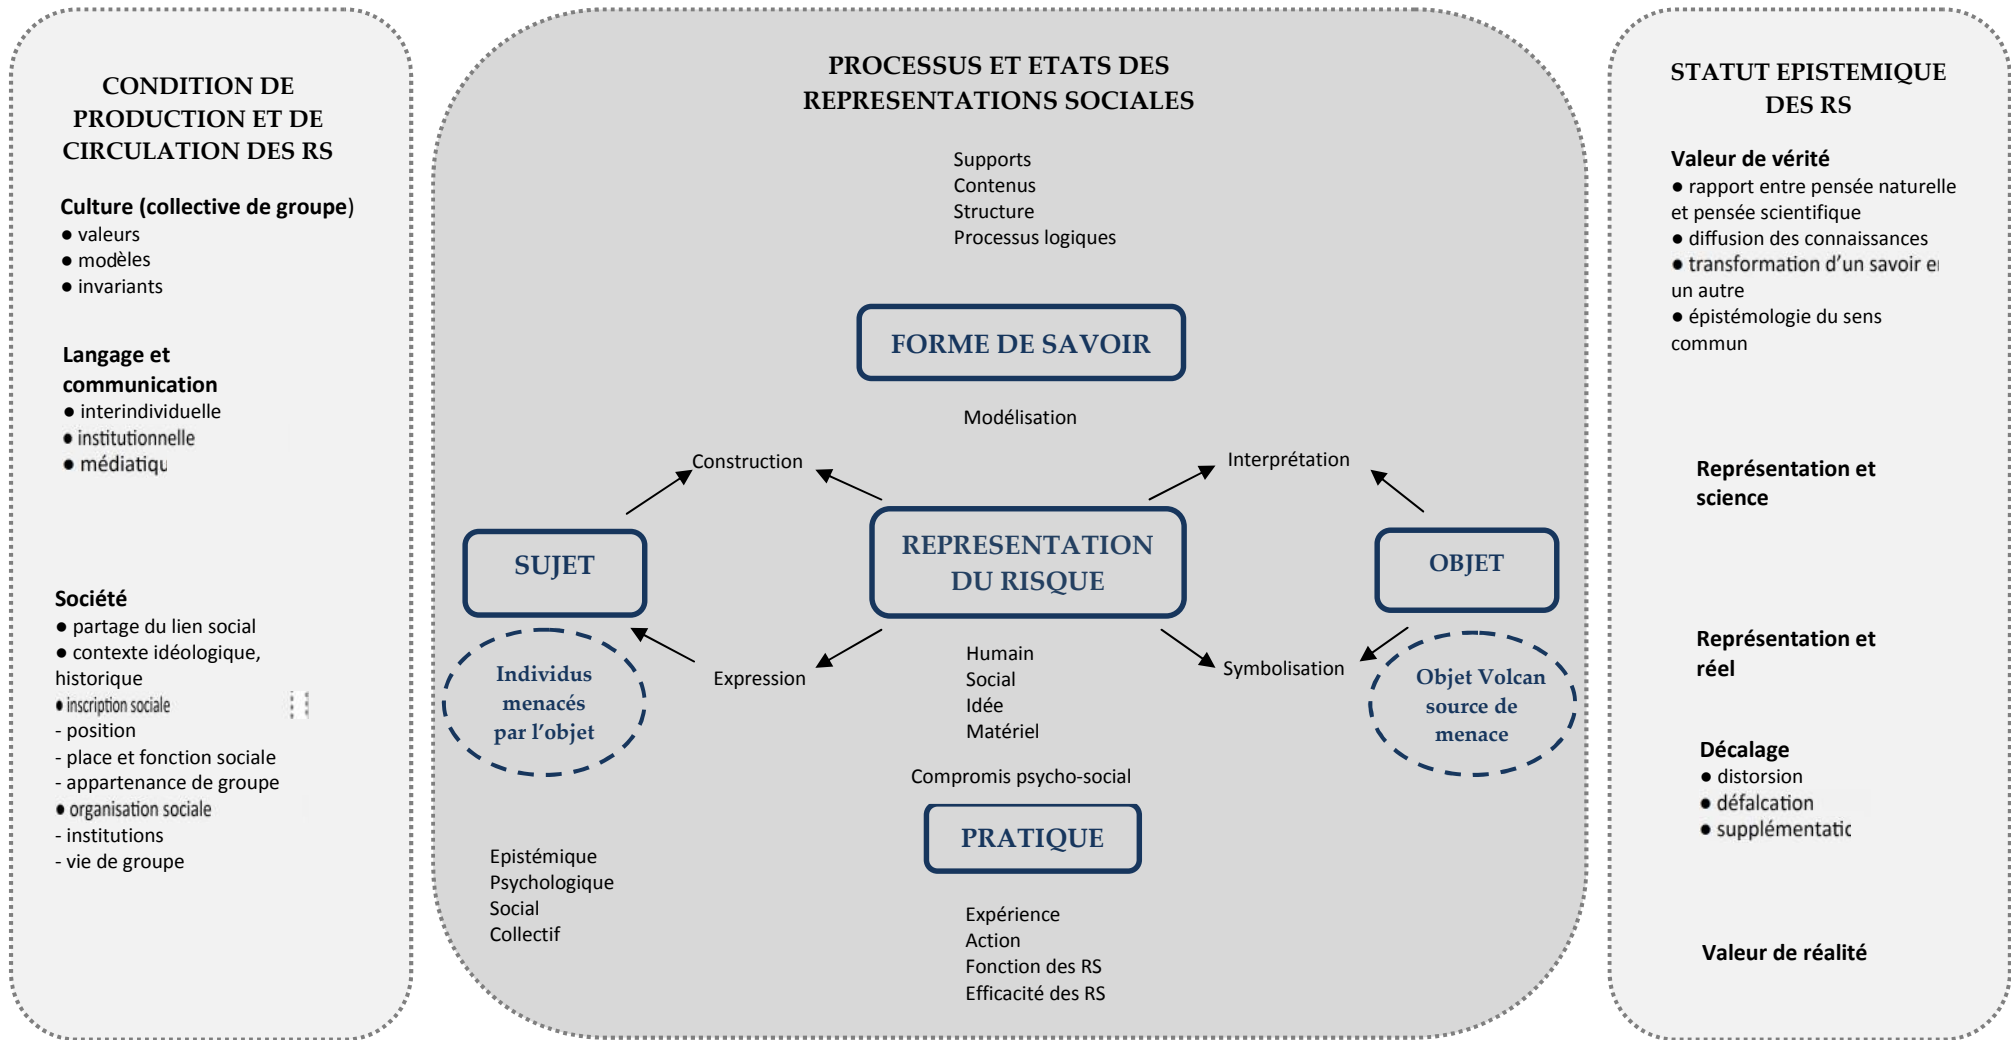 CONDITION DE
PRODUCTION ET DE
CIRCULATION DES RS
Culture (collective de groupe)
● valeurs
● modèles
● invariants
Langage et
communication
● interindividuelle
● institutionnelle
● médiatiqu
Société
● partage du lien social
● contexte idéologique,
historique
● inscription sociale
- position
- place et fonction sociale
- appartenance de groupe
● organisation sociale
- institutions
- vie de groupe
PROCESSUS ET ETATS DES
REPRESENTATIONS SOCIALES
Supports
Contenus
Structure
Processus logiques
FORME DE SAVOIR
Modélisation
Construction
Interprétation
SUJET
REPRESENTATION
DU RISQUE
OBJET
Individus
menacés
par l’objet
Expression
Humain
Social
Idée
Matériel
Symbolisation
Objet Volcan
source de
menace
Compromis psycho-social
PRATIQUE
Epistémique
Psychologique
Social
Collectif
Expérience
Action
Fonction des RS
Efficacité des RS
STATUT EPISTEMIQUE
DES RS
Valeur de vérité
● rapport entre pensée naturelle
et pensée scientifique
● diffusion des connaissances
● transformation d’un savoir e
un autre
● épistémologie du sens
commun
Représentation et
science
Représentation et
réel
Décalage
● distorsion
● défalcation
● supplémentatic
Valeur de réalité